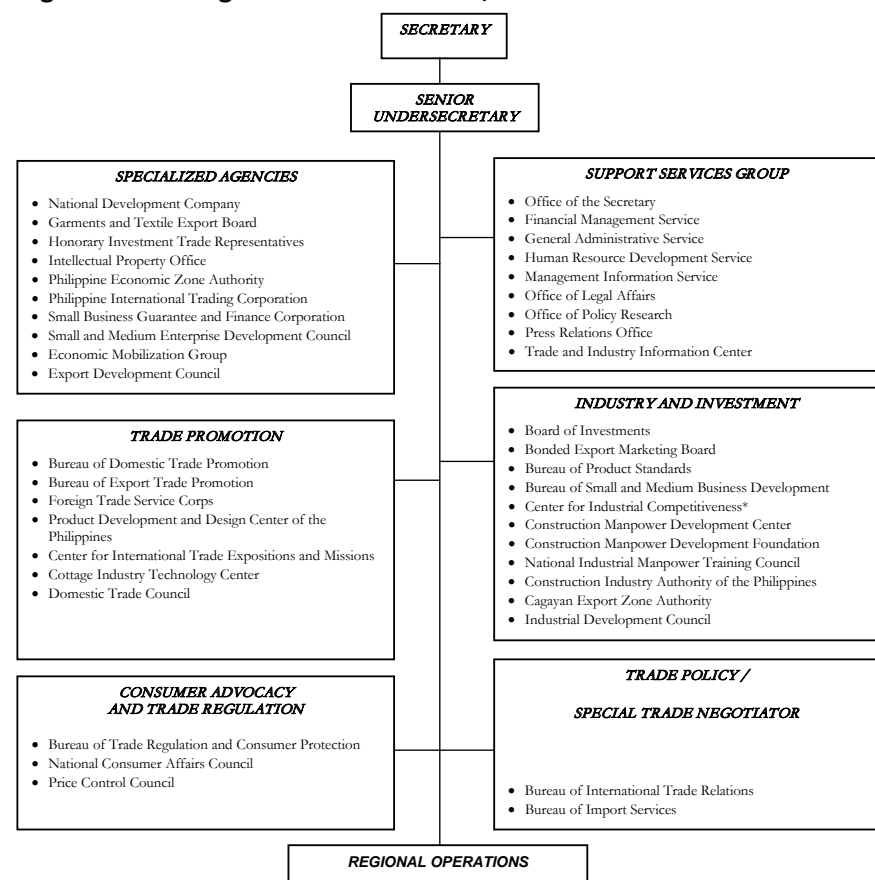 SECRETARY
SENIOR
UNDERSECRETARY
SPECIALIZED AGENCIES
• National Development Company
• Garments and Textile Export Board
• Honorary Investment Trade Representatives
• Intellectual Property Office
• Philippine Economic Zone Authority
• Philippine International Trading Corporation
• Small Business Guarantee and Finance Corporation
• Small and Medium Enterprise Development Council
• Economic Mobilization Group
• Export Development Council
SUPPORT SERVICES GROUP
• Office of the Secretary
• Financial Management Service
• General Administrative Service
• Human Resource Development Service
• Management Information Service
• Office of Legal Affairs
• Office of Policy Research
• Press Relations Office
• Trade and Industry Information Center
TRADE PROMOTION
• Bureau of Domestic Trade Promotion
• Bureau of Export Trade Promotion
• Foreign Trade Service Corps
• Product Development and Design Center of the
Philippines
• Center for International Trade Expositions and Missions
• Cottage Industry Technology Center
• Domestic Trade Council
INDUSTRY AND INVESTMENT
• Board of Investments
• Bonded Export Marketing Board
• Bureau of Product Standards
• Bureau of Small and Medium Business Development
• Center for Industrial Competitiveness*
• Construction Manpower Development Center
• Construction Manpower Development Foundation
• National Industrial Manpower Training Council
• Construction Industry Authority of the Philippines
• Cagayan Export Zone Authority
• Industrial Development Council
CONSUMER ADVOCACY
AND TRADE REGULATION
• Bureau of Trade Regulation and Consumer Protection
• National Consumer Affairs Council
• Price Control Council
TRADE POLICY /
SPECIAL TRADE NEGOTIATOR
• Bureau of International Trade Relations
• Bureau of Import Services
REGIONAL OPERATIONS